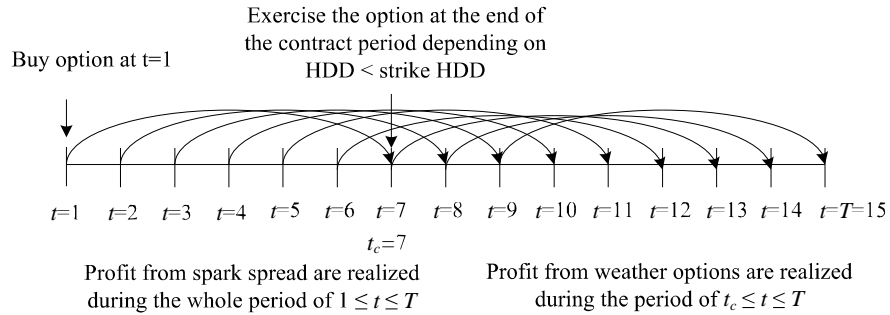 Exercise the option at the end of
the contract period depending on
HDD < strike HDD
Buy option at t=1
t=1 t=2 t=3 t=4 t=5 t=6 t=7 t=8 t=9 t=10 t=11 t=12 t=13 t=14 t=T=15
tc=7
Profit from spark spread are realized
during the whole period of 1 ≤ t ≤ T
Profit from weather options are realized
during the period of tc ≤ t ≤ T